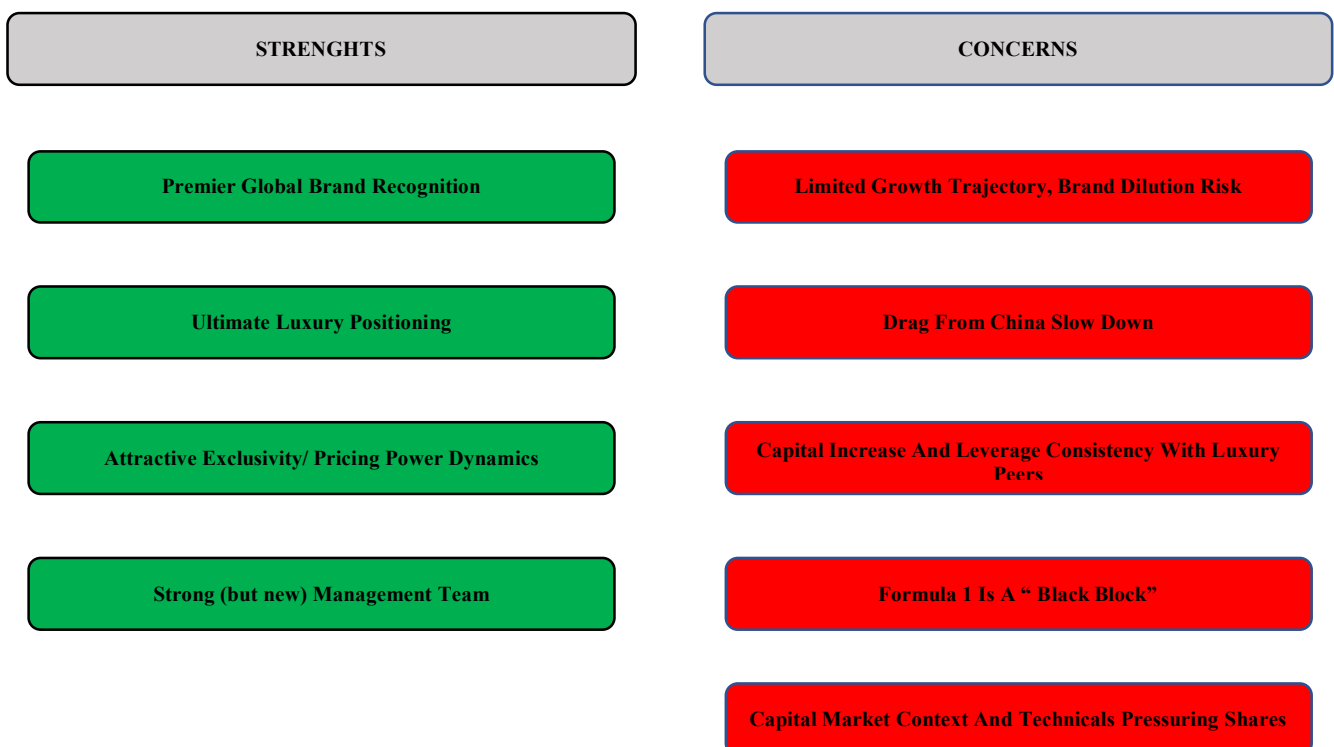 STRENGHTS
Premier Global Brand Recognition
Ultimate Luxury Positioning
Attractive Exclusivity/ Pricing Power Dynamics
Strong (but new) Management Team
CONCERNS
Limited Growth Trajectory, Brand Dilution Risk
Drag From China Slow Down
Capital Increase And Leverage Consistency With Luxury
Peers
Formula 1 Is A “ Black Block”
Capital Market Context And Technicals Pressuring Shares